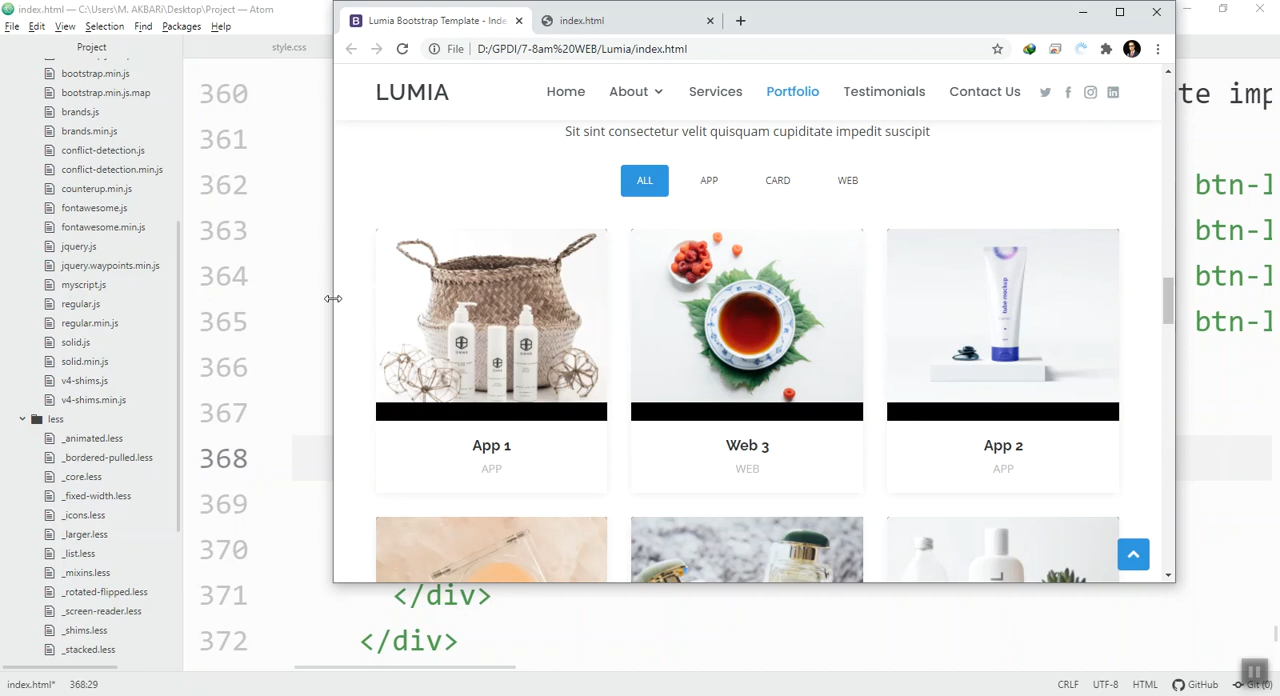 index.html — C:\Users\M. AKBARi\Desktop\Project — Atom
File Edit View Selection Find Packages Help
Project
style.css
bootstrap.min.js
bootstrap.min.js.map
brands.js
brands.min.js
conflict-detection.js
conflict-detection.min.js
counterup.min.js
fontawesome.js
fontawesome.min.js
jquery.js
jquery.waypoints.min.js
myscript.js
regular.js
regular.min.js
solid.js
solid.min.js
v4-shims.js
v4-shims.min.js
less
_animated.less
_bordered-pulled.less
_core.less
_fixed-width.less
_icons.less
_larger.less
_list.less
_mixins.less
_rotated-flipped.less
_screen-reader.less
_shims.less
_stacked.less
360
361
362
363
364
365
366
367
368
369
370
371 </div>
372 </div>
te imp
btn-l
btn-l
btn-l
btn-l
Lumia Bootstrap Template - Inde
index.html
File D:/GPDI/7-8am%20WEB/Lumia/index.html
LUMIA
Home About Services Portfolio Testimonials Contact Us
Sit sint consectetur velit quisquam cupiditate impedit suscipit
ALL APP CARD WEB
App 1
APP
Web 3
WEB
App 2
APP
index.html* 368:29
CRLF UTF-8 HTML GitHub Git (0)